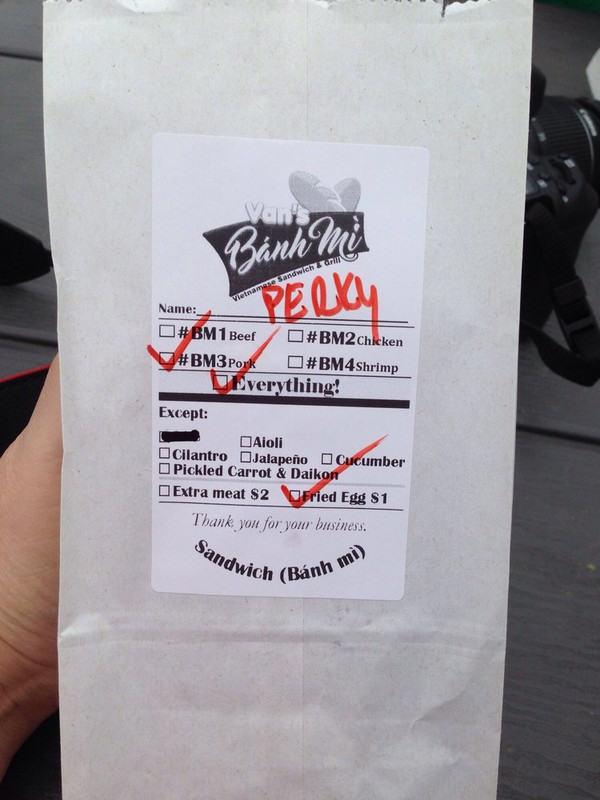 Van's
Bánh Mì
Vietnamese Sandwich & Grill
PERKY
Name:
#BM1 Beef #BM2 Chicken
#BM3 Pork #BM4 Shrimp
Everything!
Except:
Aioli
Cilantro Jalapeño Cucumber
Pickled Carrot & Daikon
Extra meat $2 Fried Egg $1
Thank you for your business.
Sandwich (Bánh mì)